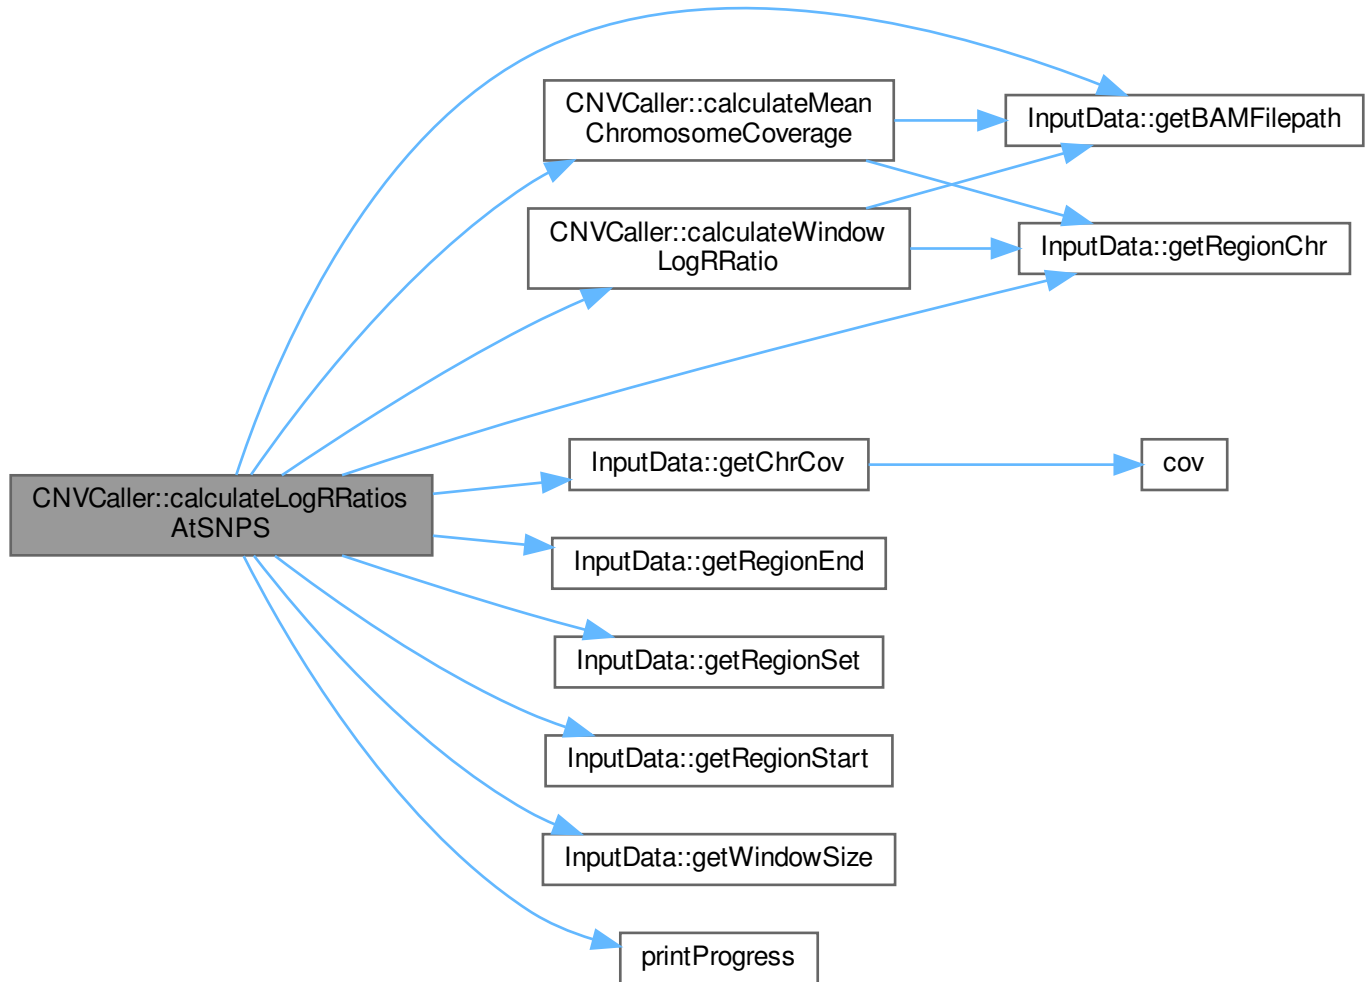 CNVCaller::calculateMean
ChromosomeCoverage
InputData::getBAMFilepath
CNVCaller::calculateWindow
LogRRatio
InputData::getRegionChr
CNVCaller::calculateLogRRatios
AtSNPS
InputData::getChrCov
cov
InputData::getRegionEnd
InputData::getRegionSet
InputData::getRegionStart
InputData::getWindowSize
printProgress